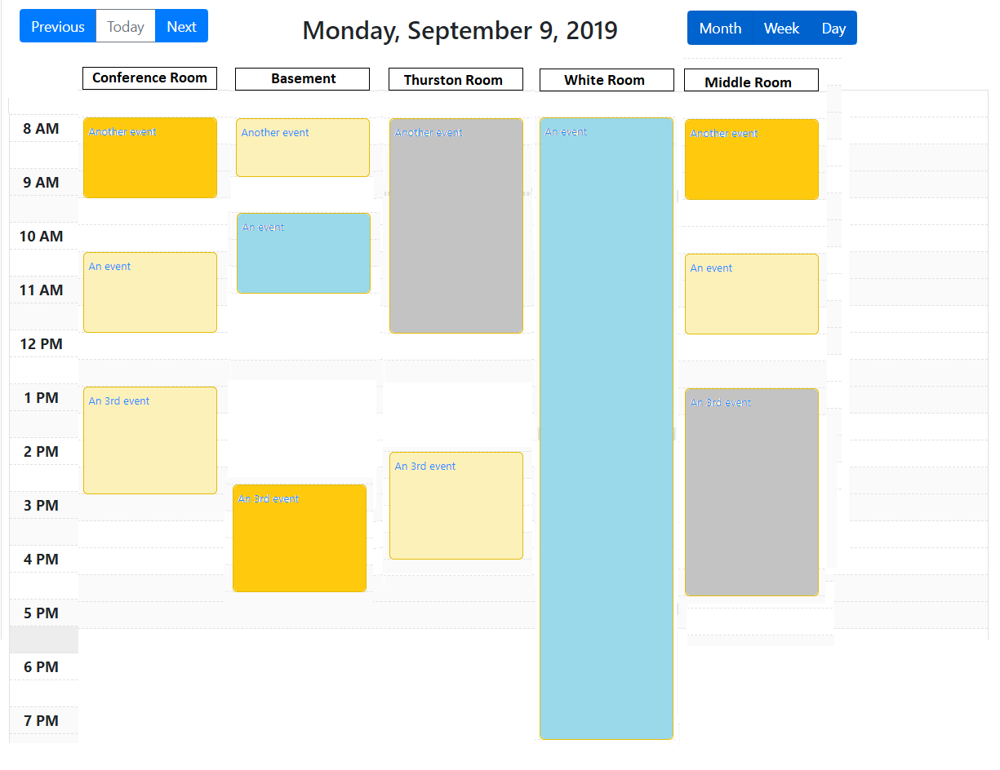 Previous Today Next
Monday, September 9, 2019
Month Week Day
Conference Room Basement Thurston Room White Room Middle Room
8 AM
Another event Another event Another event An event Another event
9 AM
An event
10 AM
An event An event
11 AM
12 PM
1 PM
An 3rd event An 3rd event
2 PM
An 3rd event
An 3rd event
3 PM
4 PM
5 PM
6 PM
7 PM